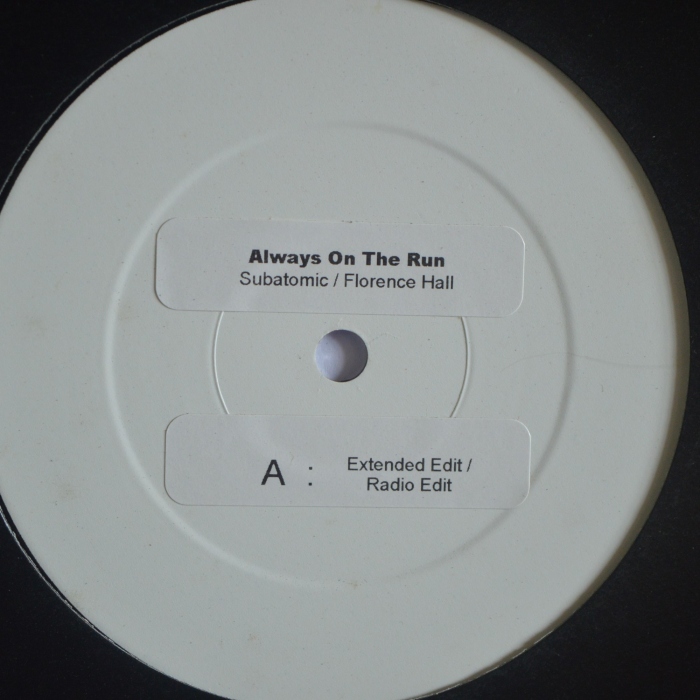 Always On The Run
Subatomic / Florence Hall
A : Extended Edit /
Radio Edit